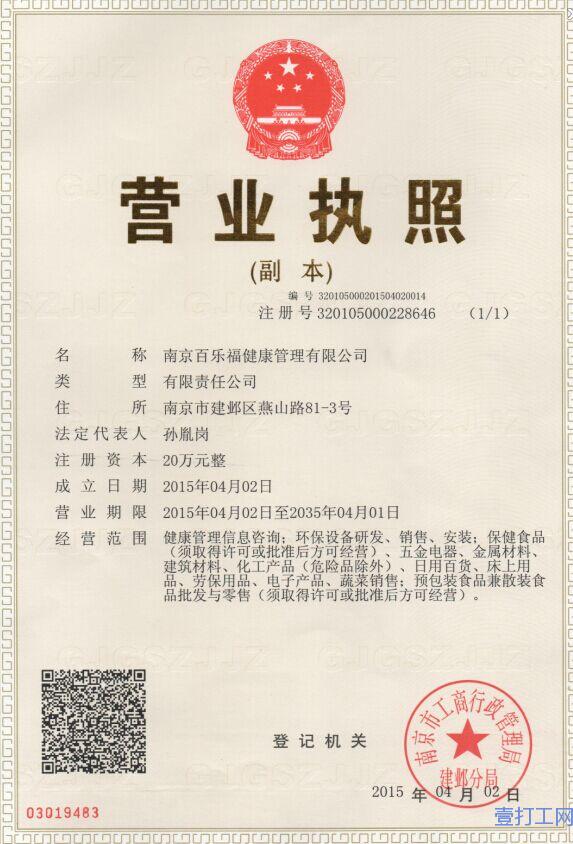 营业执照
(副 本)
编 号 320105000201504020014
注 册 号 320105000228646 （1/1）
名 称 南京百乐福健康管理有限公司
类 型 有限责任公司
住 所 南京市建邺区燕山路81-3号
法定代表人 孙胤岗
注 册 资 本 20万元整
成 立 日 期 2015年04月02日
营 业 期 限 2015年04月02日至2035年04月01日
经 营 范 围 健康管理信息咨询；环保设备研发、销售、安装；保健食品
（须取得许可或批准后方可经营）、五金电器、金属材料、
建筑材料、化工产品（危险品除外）、日用百货、床上用
品、劳保用品、电子产品、蔬菜销售；预包装食品兼散装食
品批发与零售（须取得许可或批准后方可经营）。
登 记 机 关
南京市工商行政管理局
建邺分局
2015 年 04 月 02 日
03019483
壹打工网